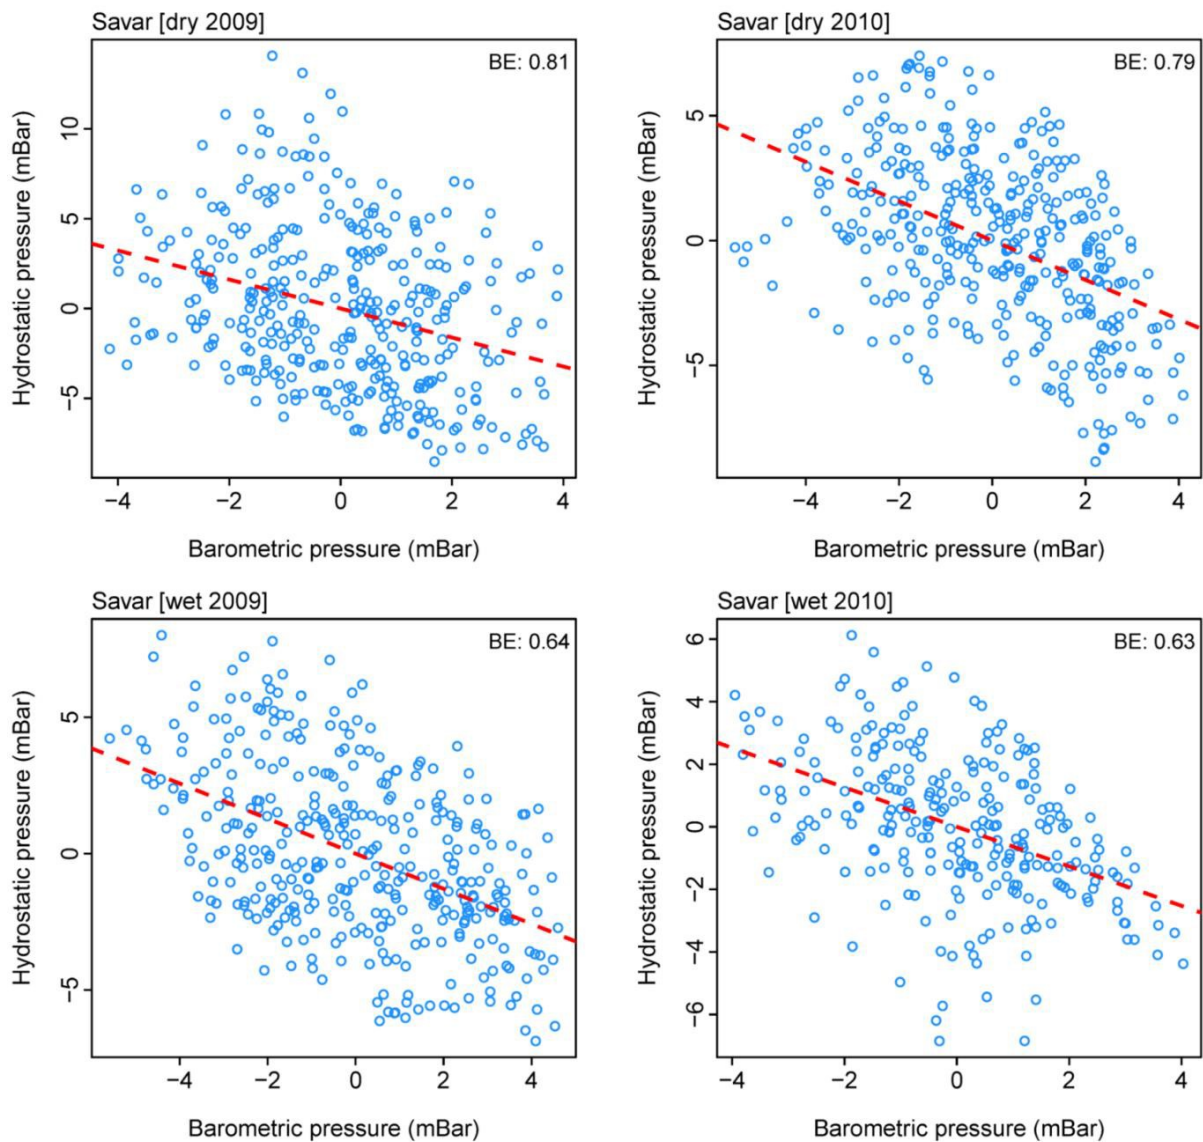 Savar [dry 2009]
BE: 0.81
Hydrostatic pressure (mBar)
10
5
0
−5
−4 −2 0 2 4
Barometric pressure (mBar)
Savar [dry 2010]
BE: 0.79
Hydrostatic pressure (mBar)
5
0
−5
−4 −2 0 2 4
Barometric pressure (mBar)
Savar [wet 2009]
BE: 0.64
Hydrostatic pressure (mBar)
5
0
−5
−4 −2 0 2 4
Barometric pressure (mBar)
Savar [wet 2010]
BE: 0.63
Hydrostatic pressure (mBar)
6
4
2
0
−2
−4
−6
−4 −2 0 2 4
Barometric pressure (mBar)